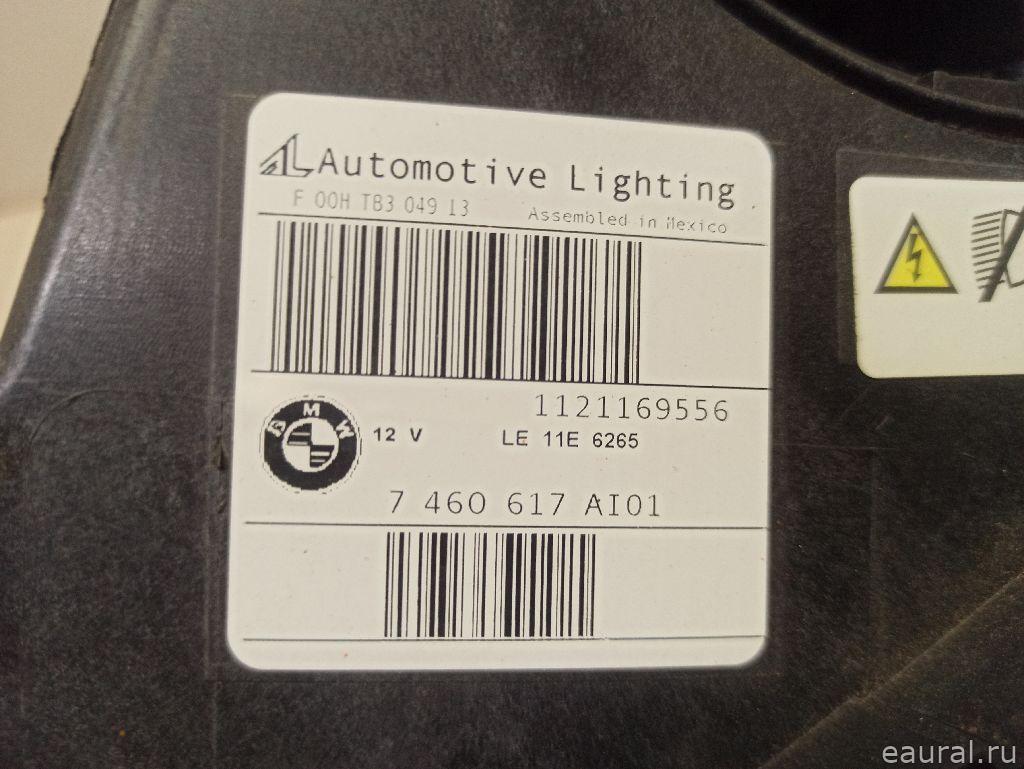 AL Automotive Lighting
F 00H TB3 049 13 Assembled in Mexico
1121169556
BMW 12 V LE 11E 6265
7 460 617 AI01
eaural.ru